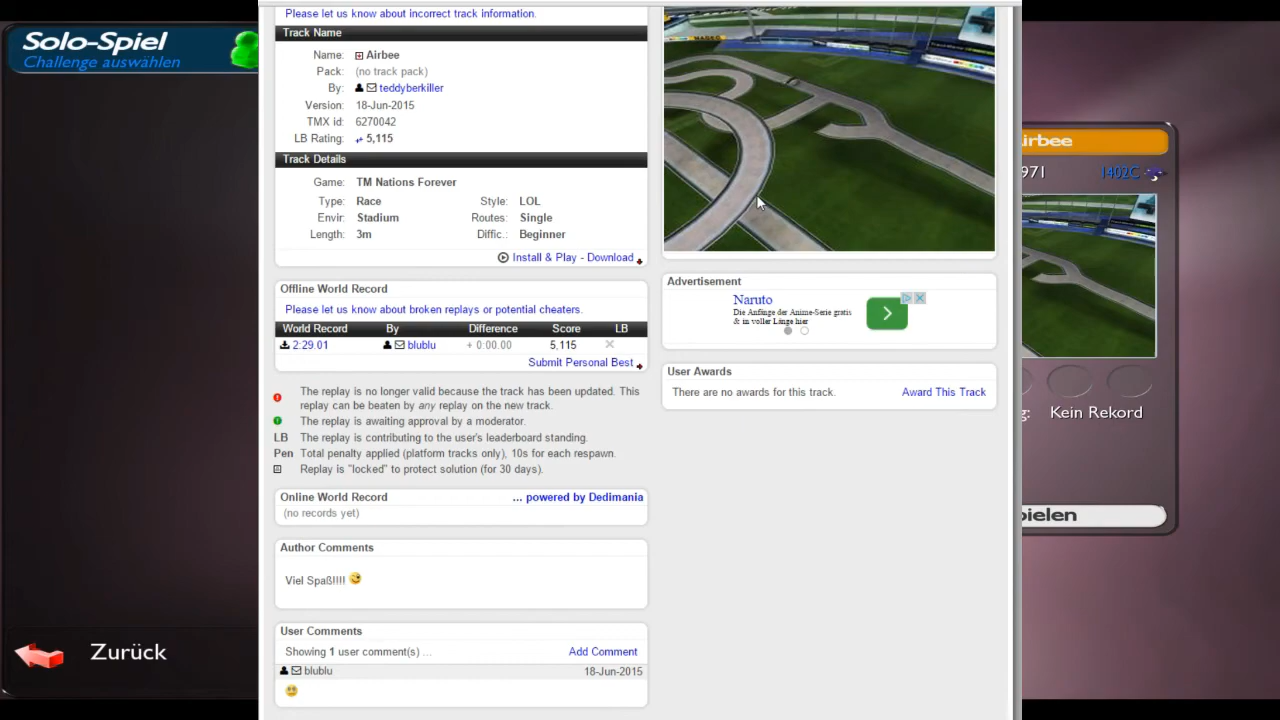 Solo-Spiel
Challenge auswählen
Please let us know about incorrect track information.
Track Name
Name: Airbee
Pack: (no track pack)
By: teddyberkiller
Version: 18-Jun-2015
TMX id: 6270042
LB Rating: 5,115
Track Details
Game: TM Nations Forever
Type: Race Style: LOL
Envir: Stadium Routes: Single
Length: 3m Diffic.: Beginner
Install & Play - Download
Offline World Record
Please let us know about broken replays or potential cheaters.
World Record By Difference Score LB
2:29.01 blublu + 0:00.00 5,115
Submit Personal Best
The replay is no longer valid because the track has been updated. This
replay can be beaten by any replay on the new track.
The replay is awaiting approval by a moderator.
LB The replay is contributing to the user's leaderboard standing.
Pen Total penalty applied (platform tracks only), 10s for each respawn.
Replay is "locked" to protect solution (for 30 days).
Online World Record ... powered by Dedimania
(no records yet)
Author Comments
Viel Spaß!!!!
User Comments
Showing 1 user comment(s) ...
Add Comment
blublu 18-Jun-2015
Advertisement
Naruto
Die Anfänge der Anime-Serie gratis
& in voller Länge hier
User Awards
There are no awards for this track. Award This Track
irbee
971 1402C
g: Kein Rekord
pielen
Zurück